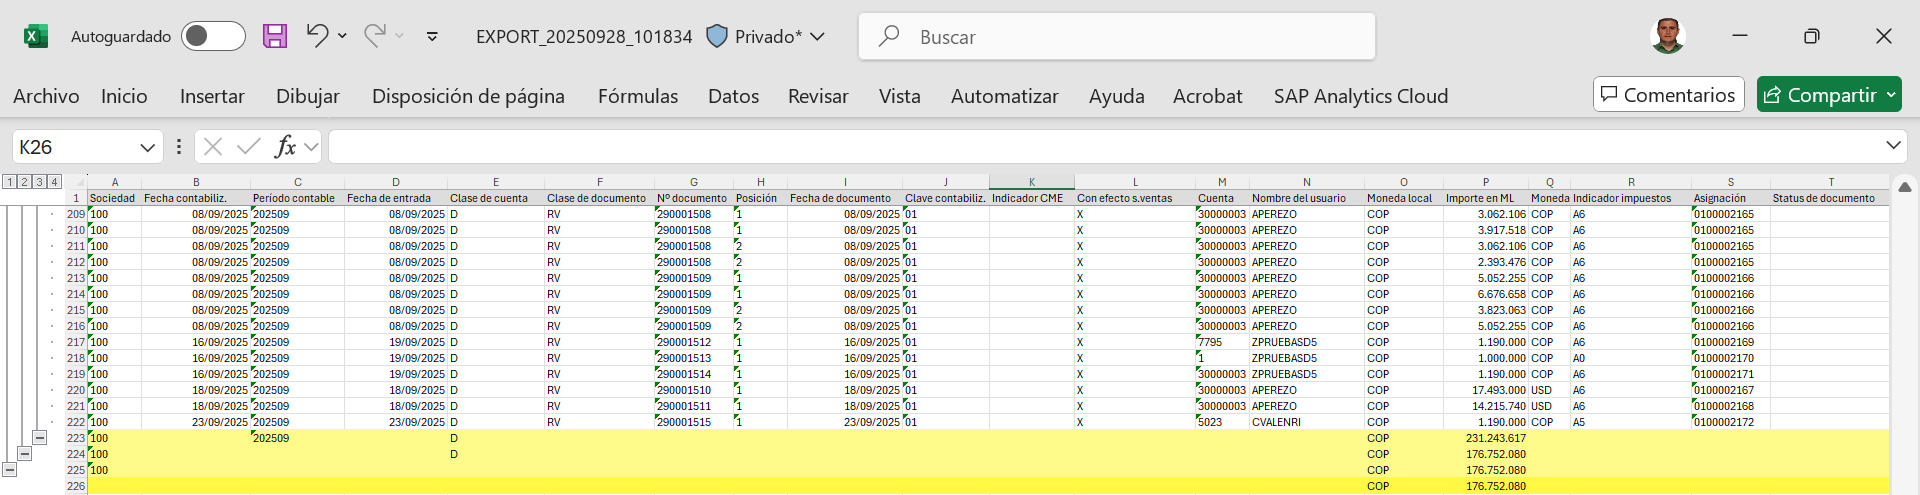 Autoguardado EXPORT_20250928_101834 Privado* Buscar
Archivo Inicio Insertar Dibujar Disposición de página Fórmulas Datos Revisar Vista Automatizar Ayuda Acrobat SAP Analytics Cloud Comentarios Compartir
K26 fx
1 2 3 4 A B C D E F G H I J K L M N O P Q R S T
1 Sociedad Fecha contabiliz. Período contable Fecha de entrada Clase de cuenta Clase de documento Nº documento Posición Fecha de documento Clave contabiliz. Indicador CME Con efecto s.ventas Cuenta Nombre del usuario Moneda local Importe en ML Moneda Indicador impuestos Asignación Status de documento
209 100 08/09/2025 202509 08/09/2025 D RV 290001508 1 08/09/2025 01 X 30000003 APEREZO COP 3.062.106 COP A6 0100002165
210 100 08/09/2025 202509 08/09/2025 D RV 290001508 1 08/09/2025 01 X 30000003 APEREZO COP 3.917.518 COP A6 0100002165
211 100 08/09/2025 202509 08/09/2025 D RV 290001508 2 08/09/2025 01 X 30000003 APEREZO COP 3.062.106 COP A6 0100002165
212 100 08/09/2025 202509 08/09/2025 D RV 290001508 2 08/09/2025 01 X 30000003 APEREZO COP 2.393.476 COP A6 0100002165
213 100 08/09/2025 202509 08/09/2025 D RV 290001509 1 08/09/2025 01 X 30000003 APEREZO COP 5.052.255 COP A6 0100002166
214 100 08/09/2025 202509 08/09/2025 D RV 290001509 1 08/09/2025 01 X 30000003 APEREZO COP 6.676.658 COP A6 0100002166
215 100 08/09/2025 202509 08/09/2025 D RV 290001509 2 08/09/2025 01 X 30000003 APEREZO COP 3.823.063 COP A6 0100002166
216 100 08/09/2025 202509 08/09/2025 D RV 290001509 2 08/09/2025 01 X 30000003 APEREZO COP 5.052.255 COP A6 0100002166
217 100 16/09/2025 202509 19/09/2025 D RV 290001512 1 16/09/2025 01 X 7795 ZPRUEBASD5 COP 1.190.000 COP A6 0100002169
218 100 16/09/2025 202509 19/09/2025 D RV 290001513 1 16/09/2025 01 X 1 ZPRUEBASD5 COP 1.000.000 COP A0 0100002170
219 100 16/09/2025 202509 19/09/2025 D RV 290001514 1 16/09/2025 01 X 30000003 ZPRUEBASD5 COP 1.190.000 COP A6 0100002171
220 100 18/09/2025 202509 18/09/2025 D RV 290001510 1 18/09/2025 01 X 30000003 APEREZO COP 17.493.000 USD A6 0100002167
221 100 18/09/2025 202509 18/09/2025 D RV 290001511 1 18/09/2025 01 X 30000003 APEREZO COP 14.215.740 USD A6 0100002168
222 100 23/09/2025 202509 23/09/2025 D RV 290001515 1 23/09/2025 01 X 5023 CVALENRI COP 1.190.000 COP A5 0100002172
223 100 202509 D COP 231.243.617
224 100 D COP 176.752.080
225 100 COP 176.752.080
226 COP 176.752.080